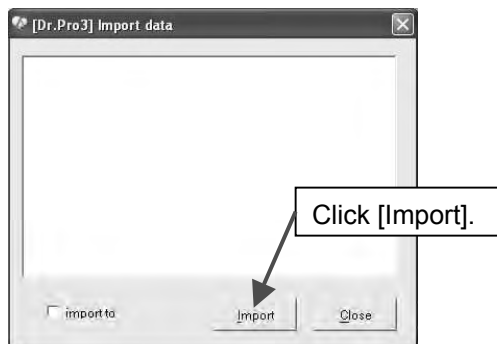 [Dr.Pro3] Import data
Click [Import].
import to
Import
Close